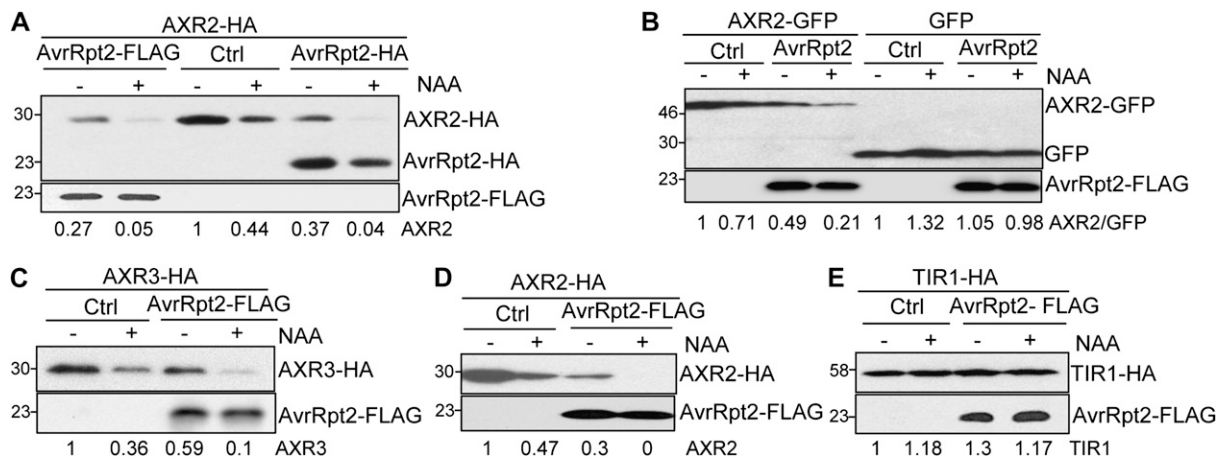 A
AXR2-HA
AvrRpt2-FLAG Ctrl AvrRpt2-HA
- + - + - + NAA
30 AXR2-HA
23 AvrRpt2-HA
23 AvrRpt2-FLAG
0.27 0.05 1 0.44 0.37 0.04 AXR2
B
AXR2-GFP GFP
Ctrl AvrRpt2 Ctrl AvrRpt2
- + - + - + - + NAA
46 AXR2-GFP
30 GFP
23 AvrRpt2-FLAG
1 0.71 0.49 0.21 1 1.32 1.05 0.98 AXR2/GFP
C
AXR3-HA
Ctrl AvrRpt2-FLAG
- + - + NAA
30 AXR3-HA
23 AvrRpt2-FLAG
1 0.36 0.59 0.1 AXR3
D
AXR2-HA
Ctrl AvrRpt2-FLAG
- + - + NAA
30 AXR2-HA
23 AvrRpt2-FLAG
1 0.47 0.3 0 AXR2
E
TIR1-HA
Ctrl AvrRpt2- FLAG
- + - + NAA
58 TIR1-HA
23 AvrRpt2-FLAG
1 1.18 1.3 1.17 TIR1